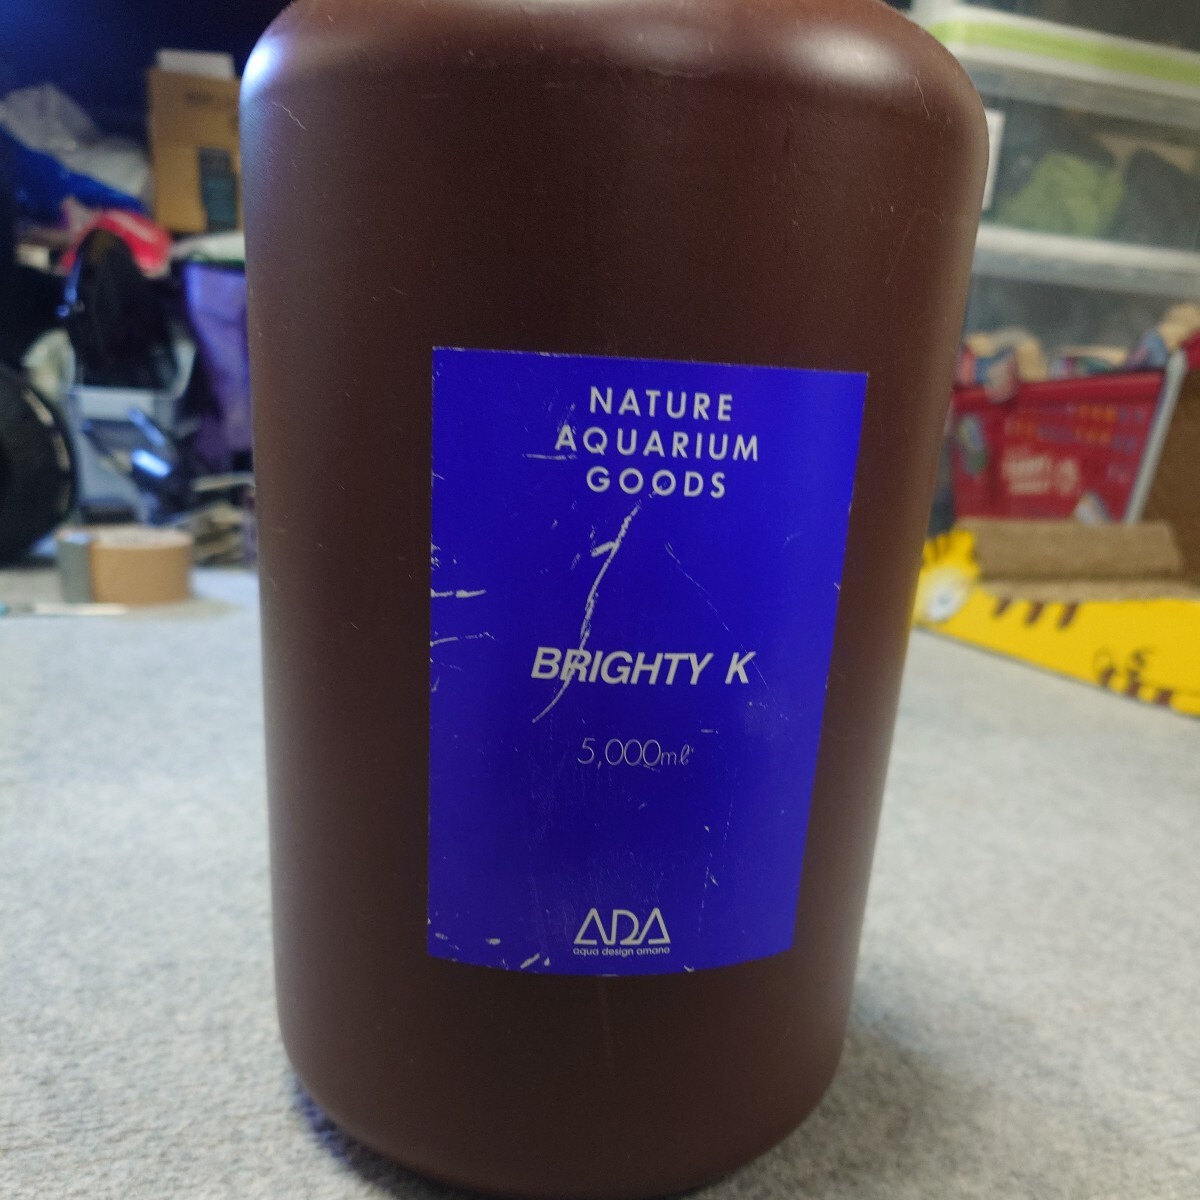 NATURE
AQUARIUM
GOODS
BRIGHTY K
5,000ml
ADA
aqua design amano